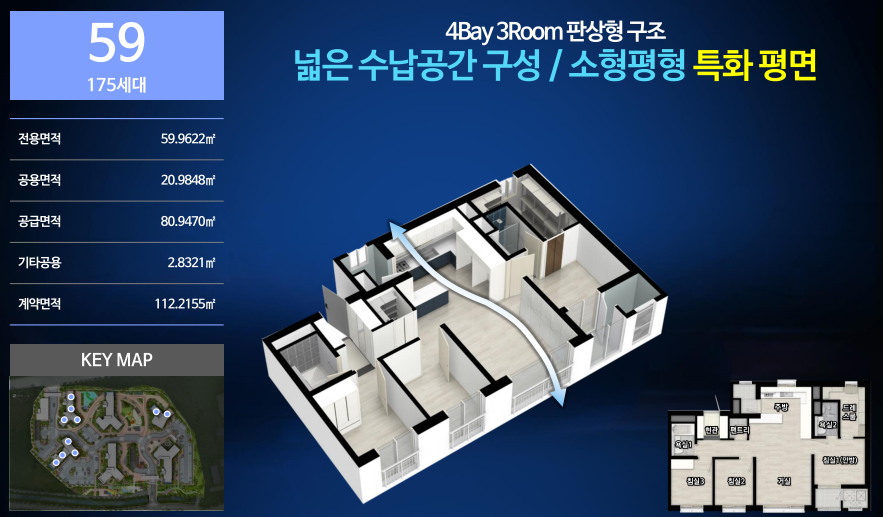 59
175세대
전용면적 59.9622㎡
공용면적 20.9848㎡
공급면적 80.9470㎡
기타공용 2.8321㎡
계약면적 112.2155㎡
KEY MAP
4Bay 3Room 판상형 구조
넓은 수납공간 구성 / 소형평형 특화 평면
주방
드레스룸
욕실2
현관
팬트리
욕실1
침실1(안방)
침실3
침실2
거실